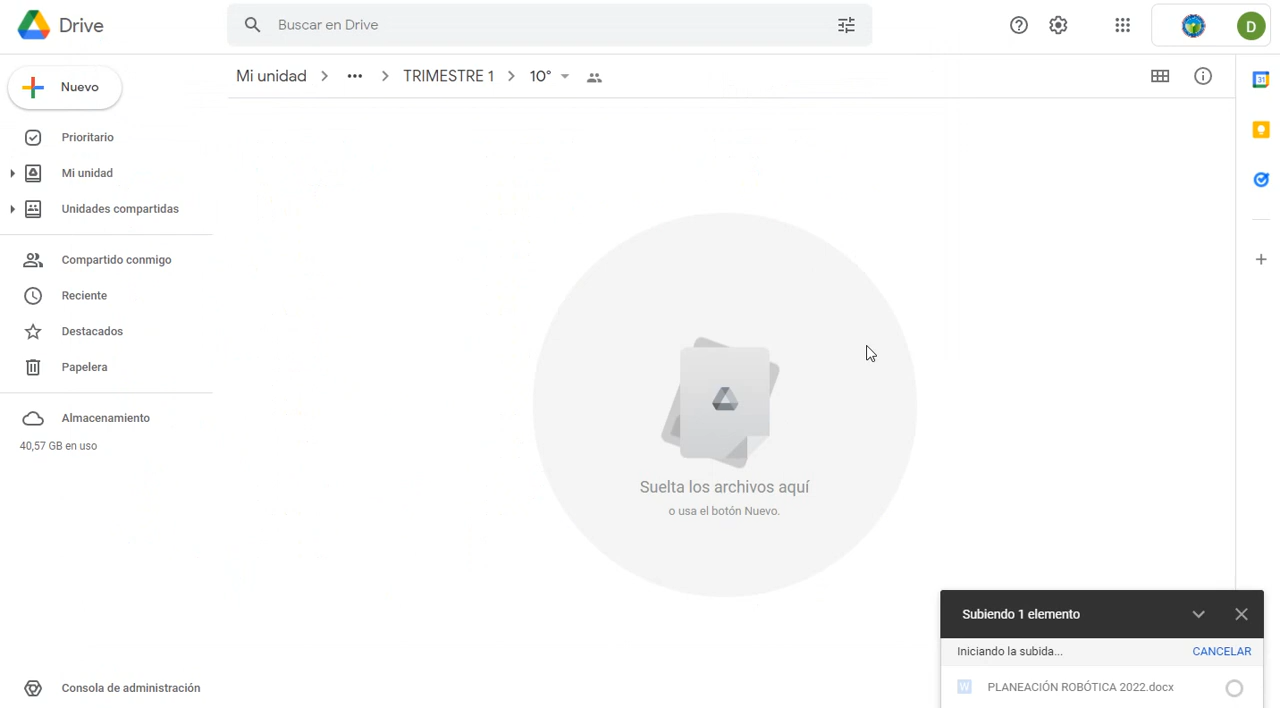 Drive
Buscar en Drive
D
Nuevo
Mi unidad
TRIMESTRE 1
10°
Prioritario
Mi unidad
Unidades compartidas
Compartido conmigo
Reciente
Destacados
Papelera
Almacenamiento
40,57 GB en uso
Consola de administración
Suelta los archivos aquí
o usa el botón Nuevo.
31
Subiendo 1 elemento
Iniciando la subida...
CANCELAR
W
PLANEACIÓN ROBÓTICA 2022.docx